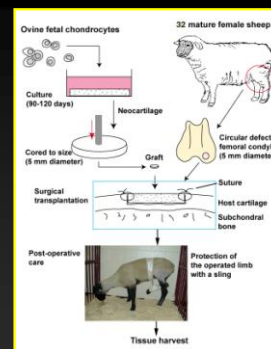 Ovine fetal chondrocytes
32 mature female sheep
Culture
(90-120 days)
Neocartilage
Cored to size
(5 mm diameter)
Graft
Circular defect
femoral condyl
(5 mm diamete
Surgical
transplantation
Suture
Host cartilage
Subchondral
bone
Post-operative
care
Protection of
the operated limb
with a sling
Tissue harvest